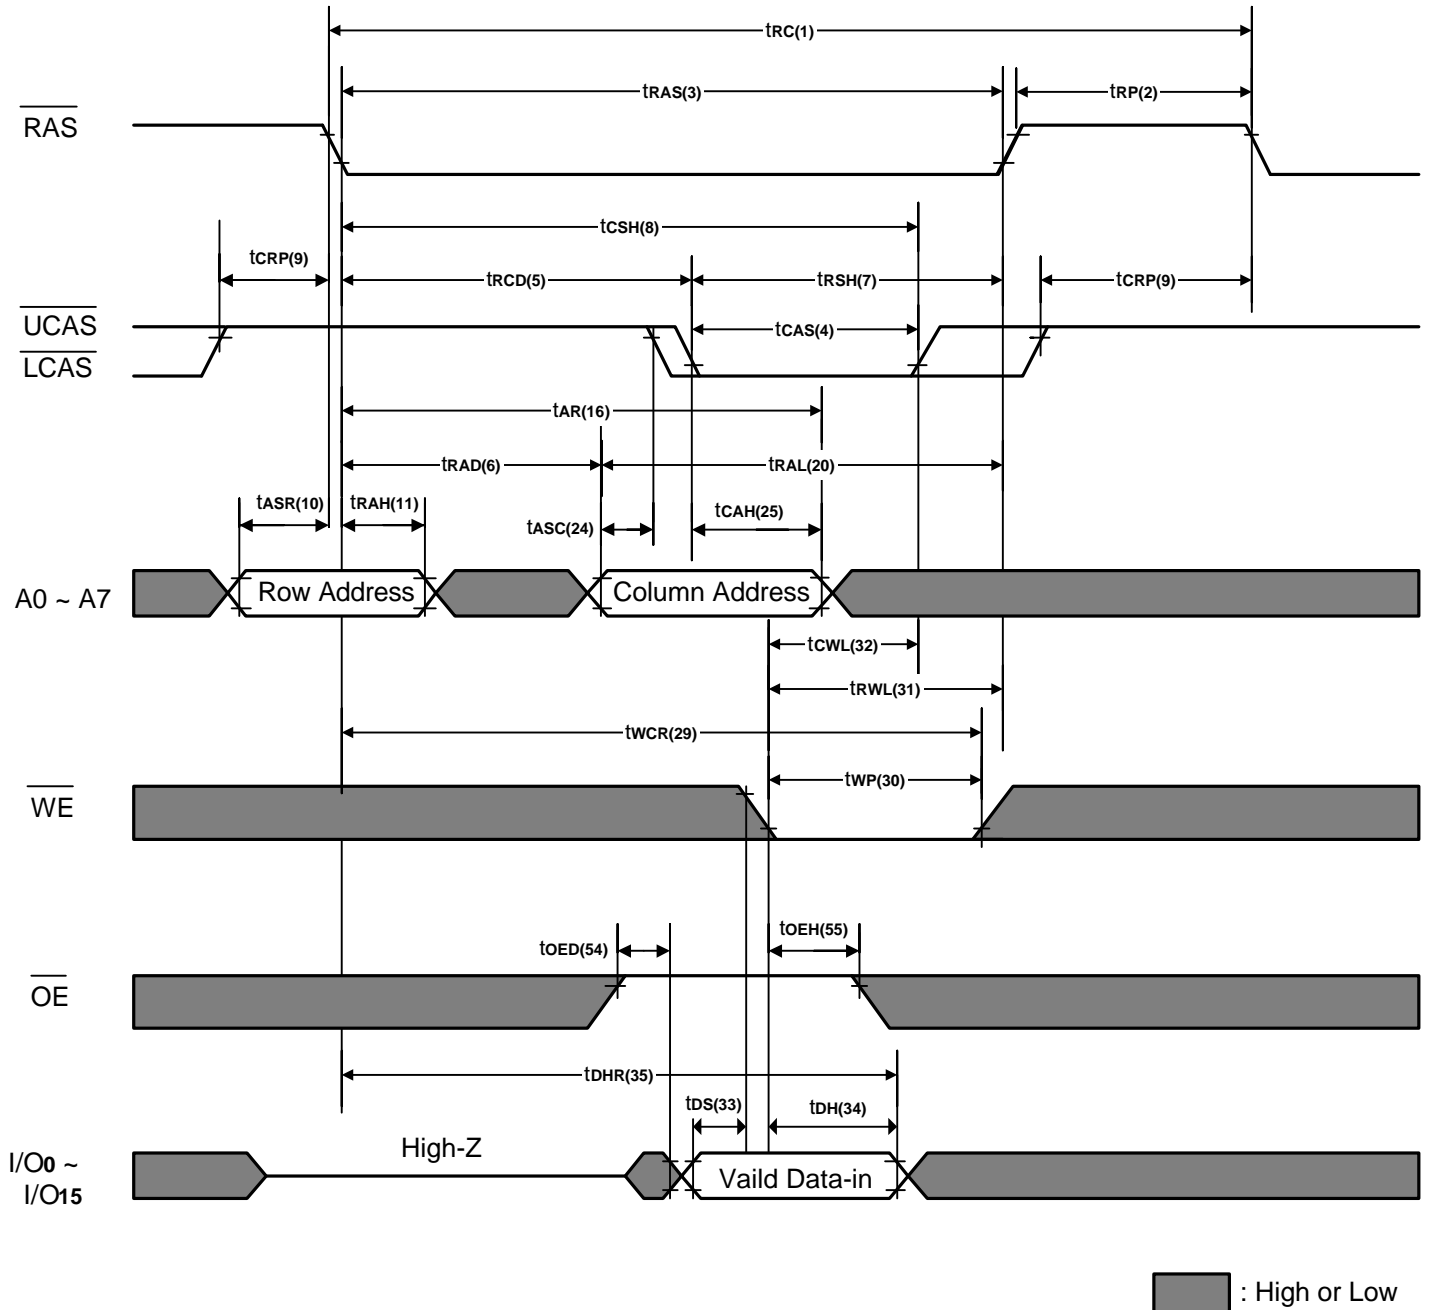 tRC(1)
tRAS(3)
tRP(2)
RAS
tCSH(8)
tCRP(9)
tRCD(5)
tRSH(7)
tCRP(9)
UCAS
tCAS(4)
LCAS
tAR(16)
tRAD(6)
tRAL(20)
tASR(10)
tRAH(11)
tASC(24)
tCAH(25)
A0 ~ A7
Row Address
Column Address
tCWL(32)
tRWL(31)
tWCR(29)
tWP(30)
WE
tOED(54)
tOEH(55)
OE
tDHR(35)
tDS(33)
tDH(34)
I/O0 ~
I/O15
High-Z
Vaild Data-in
: High or Low